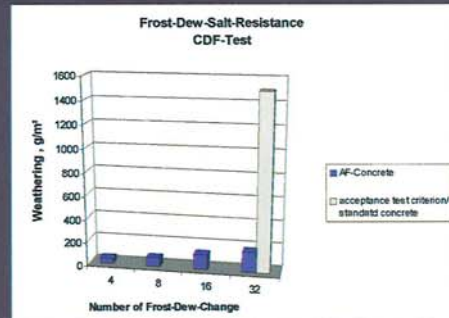 Frost-Dew-Salt-Resistance
CDF-Test
Weathering , g/m²
1600
1400
1200
1000
800
600
400
200
0
4
8
16
32
Number of Frost-Dew-Change
AF-Concrete
acceptance test criterion/
standatd concrete